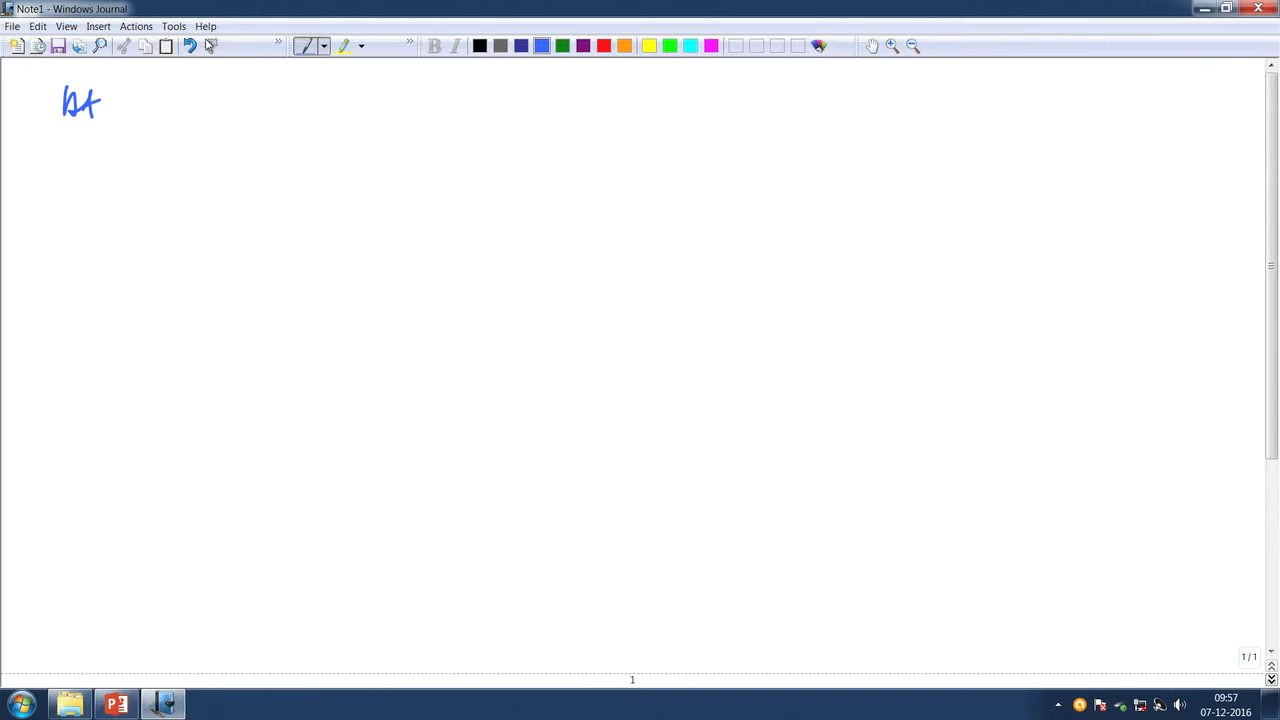 Note1 - Windows Journal
File Edit View Insert Actions Tools Help
B I
1 / 1
1
09:57
07-12-2016